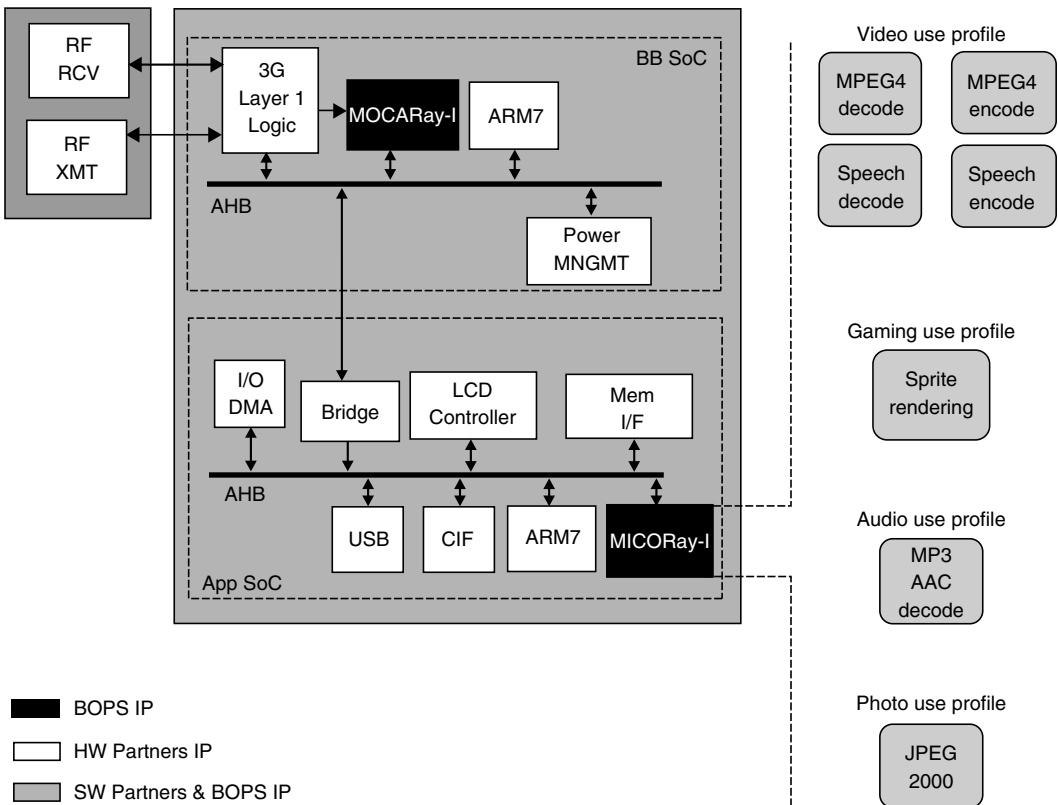 RF
RCV
RF
XMT
3G
Layer 1
Logic
MOCARay-I
ARM7
BB SoC
AHB
Power
MNGMT
I/O
DMA
Bridge
LCD
Controller
Mem
I/F
AHB
USB
CIF
ARM7
MICORay-I
App SoC
Video use profile
MPEG4
decode
MPEG4
encode
Speech
decode
Speech
encode
Gaming use profile
Sprite
rendering
Audio use profile
MP3
AAC
decode
Photo use profile
JPEG
2000
BOPS IP
HW Partners IP
SW Partners & BOPS IP